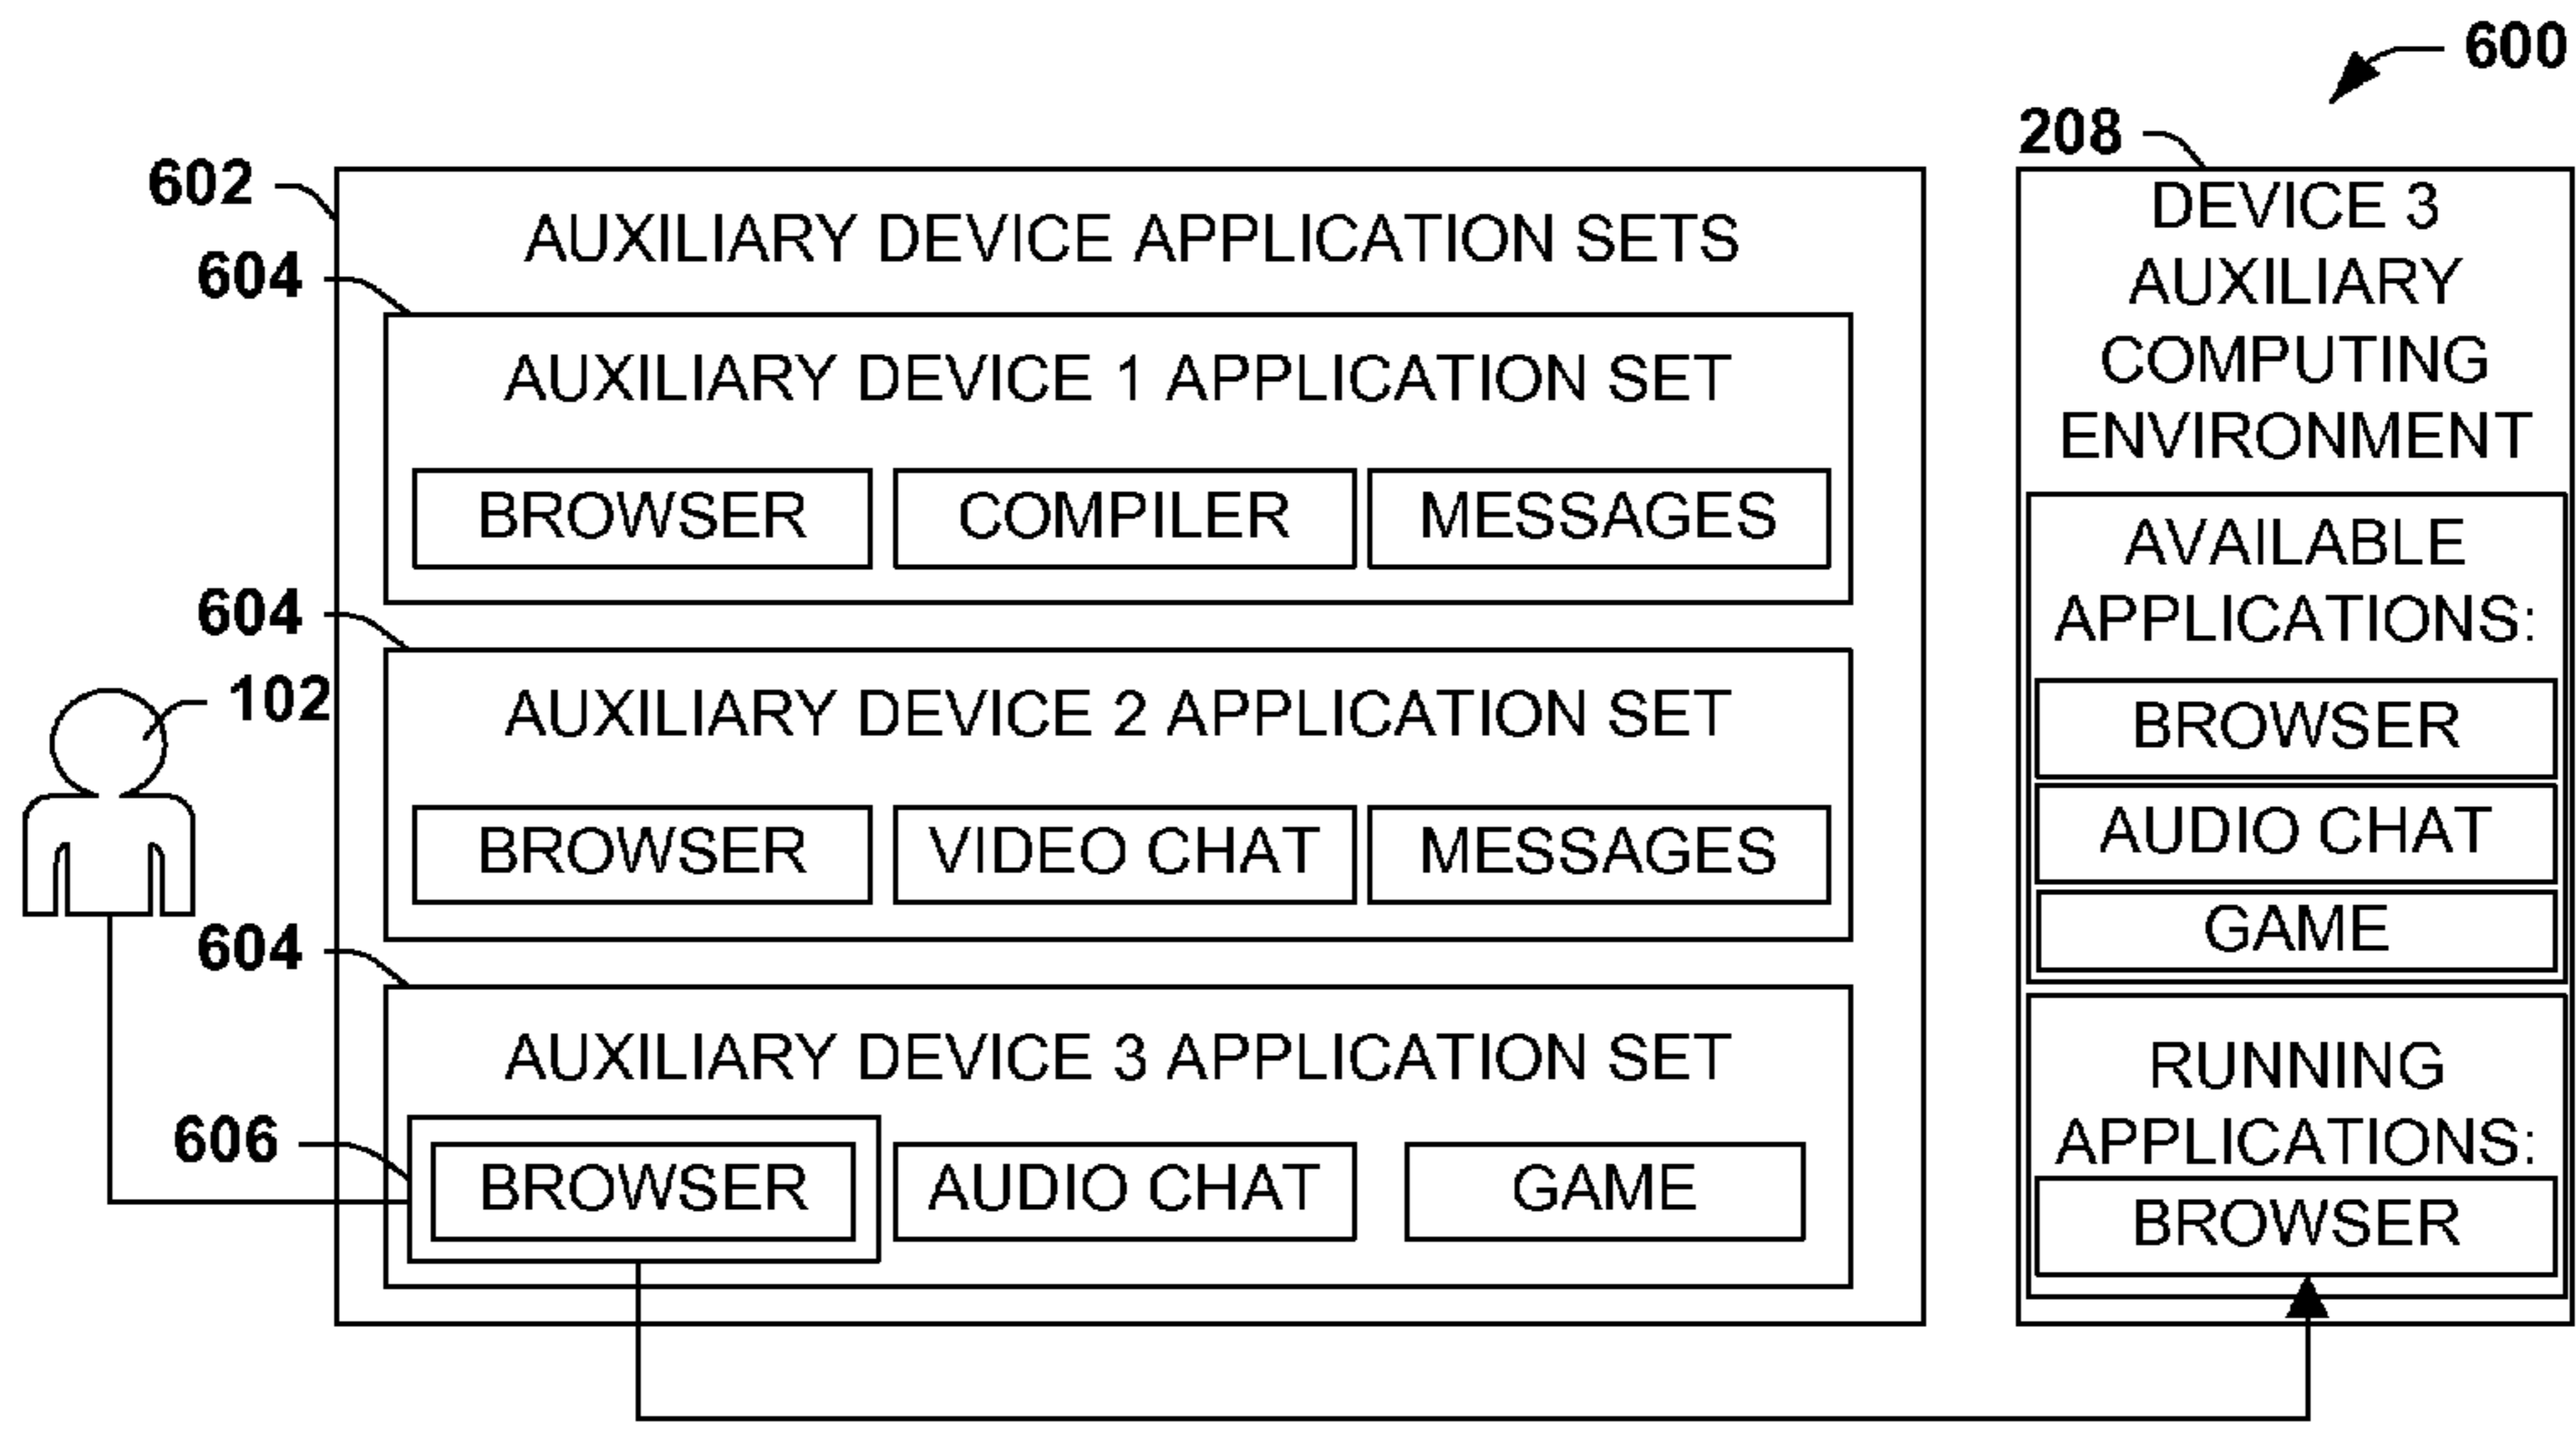 600
208
602
AUXILIARY DEVICE APPLICATION SETS
604
AUXILIARY DEVICE 1 APPLICATION SET
BROWSER COMPILER MESSAGES
604
AUXILIARY DEVICE 2 APPLICATION SET
102
BROWSER VIDEO CHAT MESSAGES
604
AUXILIARY DEVICE 3 APPLICATION SET
606
BROWSER AUDIO CHAT GAME
DEVICE 3
AUXILIARY
COMPUTING
ENVIRONMENT
AVAILABLE
APPLICATIONS:
BROWSER
AUDIO CHAT
GAME
RUNNING
APPLICATIONS:
BROWSER